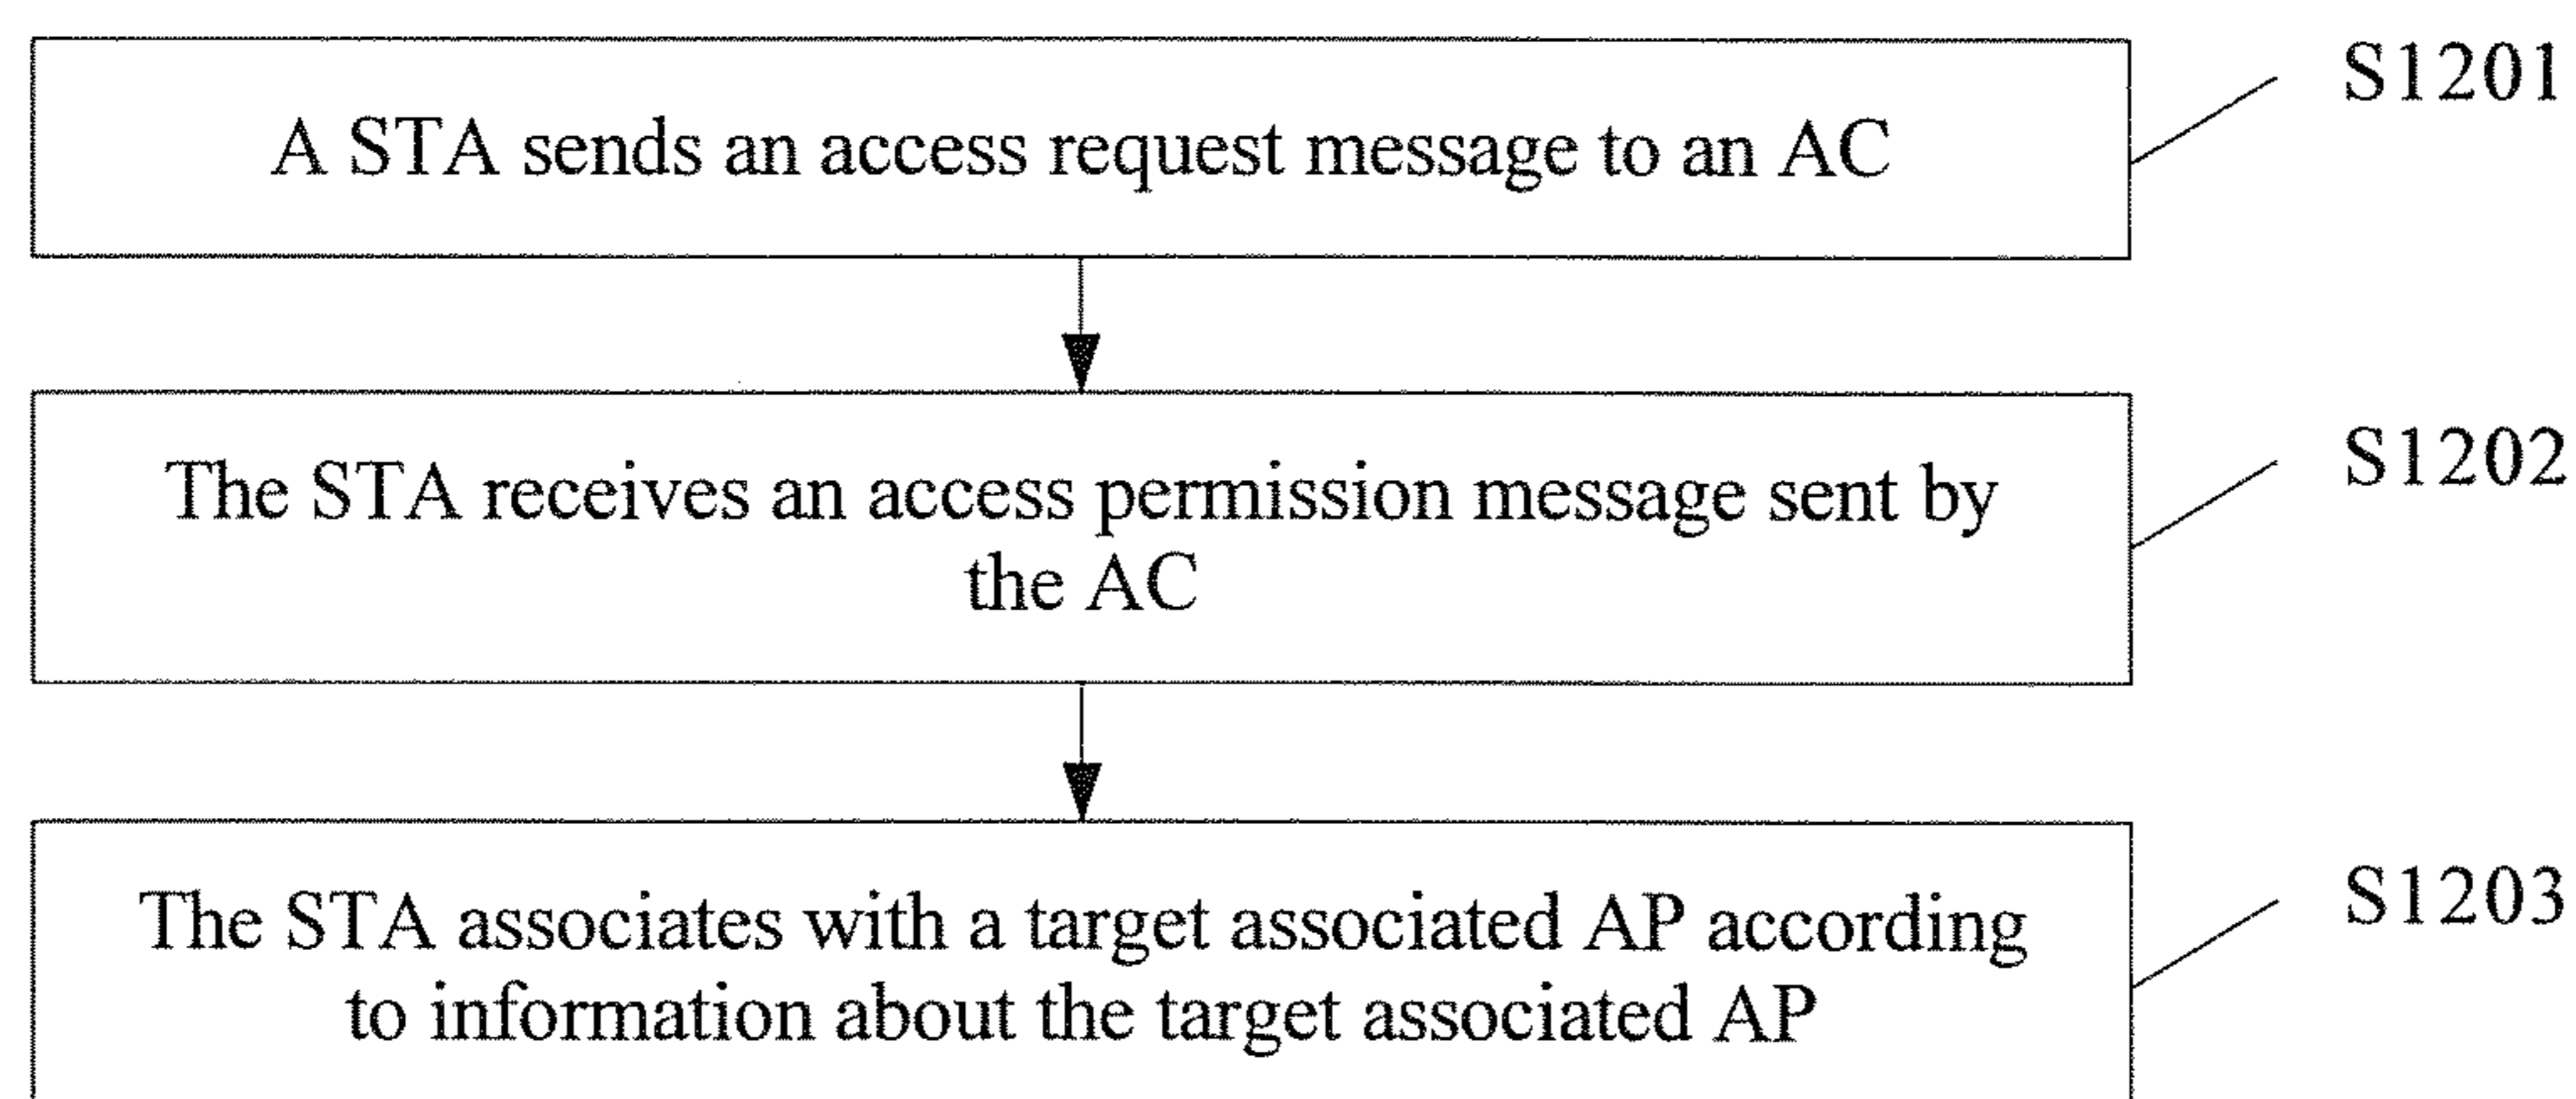 A STA sends an access request message to an AC
S1201
The STA receives an access permission message sent by
the AC
S1202
The STA associates with a target associated AP according
to information about the target associated AP
S1203